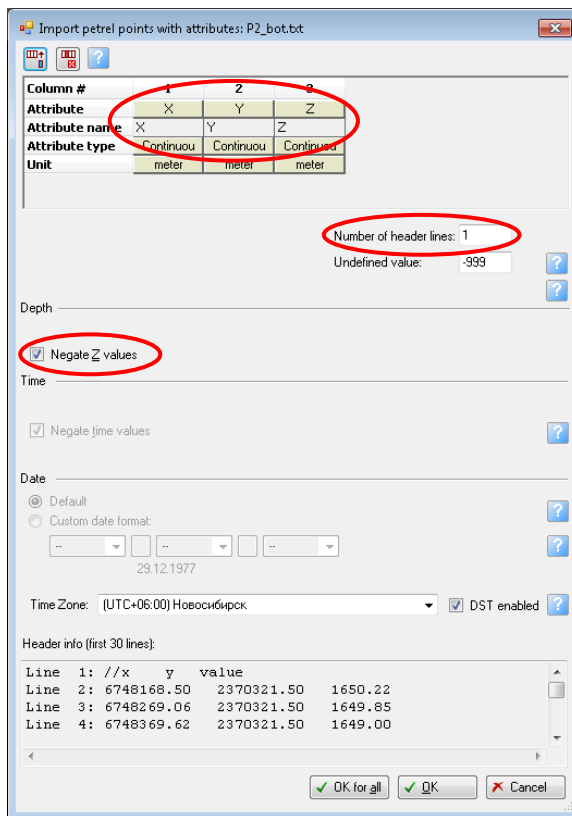 Import petrel points with attributes: P2_bot.txt
Column # 1 2 3
Attribute X Y Z
Attribute name X Y Z
Attribute type Continuou Continuou Continuou
Unit meter meter meter
Number of header lines: 1
Undefined value: -999
Depth
Negate Z values
Time
Negate time values
Date
Default
Custom date format:
-- -- --
29.12.1977
Time Zone: (UTC+06:00) Новосибирск DST enabled
Header info (first 30 lines):
Line 1: //x y value
Line 2: 6748168.50 2370321.50 1650.22
Line 3: 6748269.06 2370321.50 1649.85
Line 4: 6748369.62 2370321.50 1649.00
OK for all OK Cancel